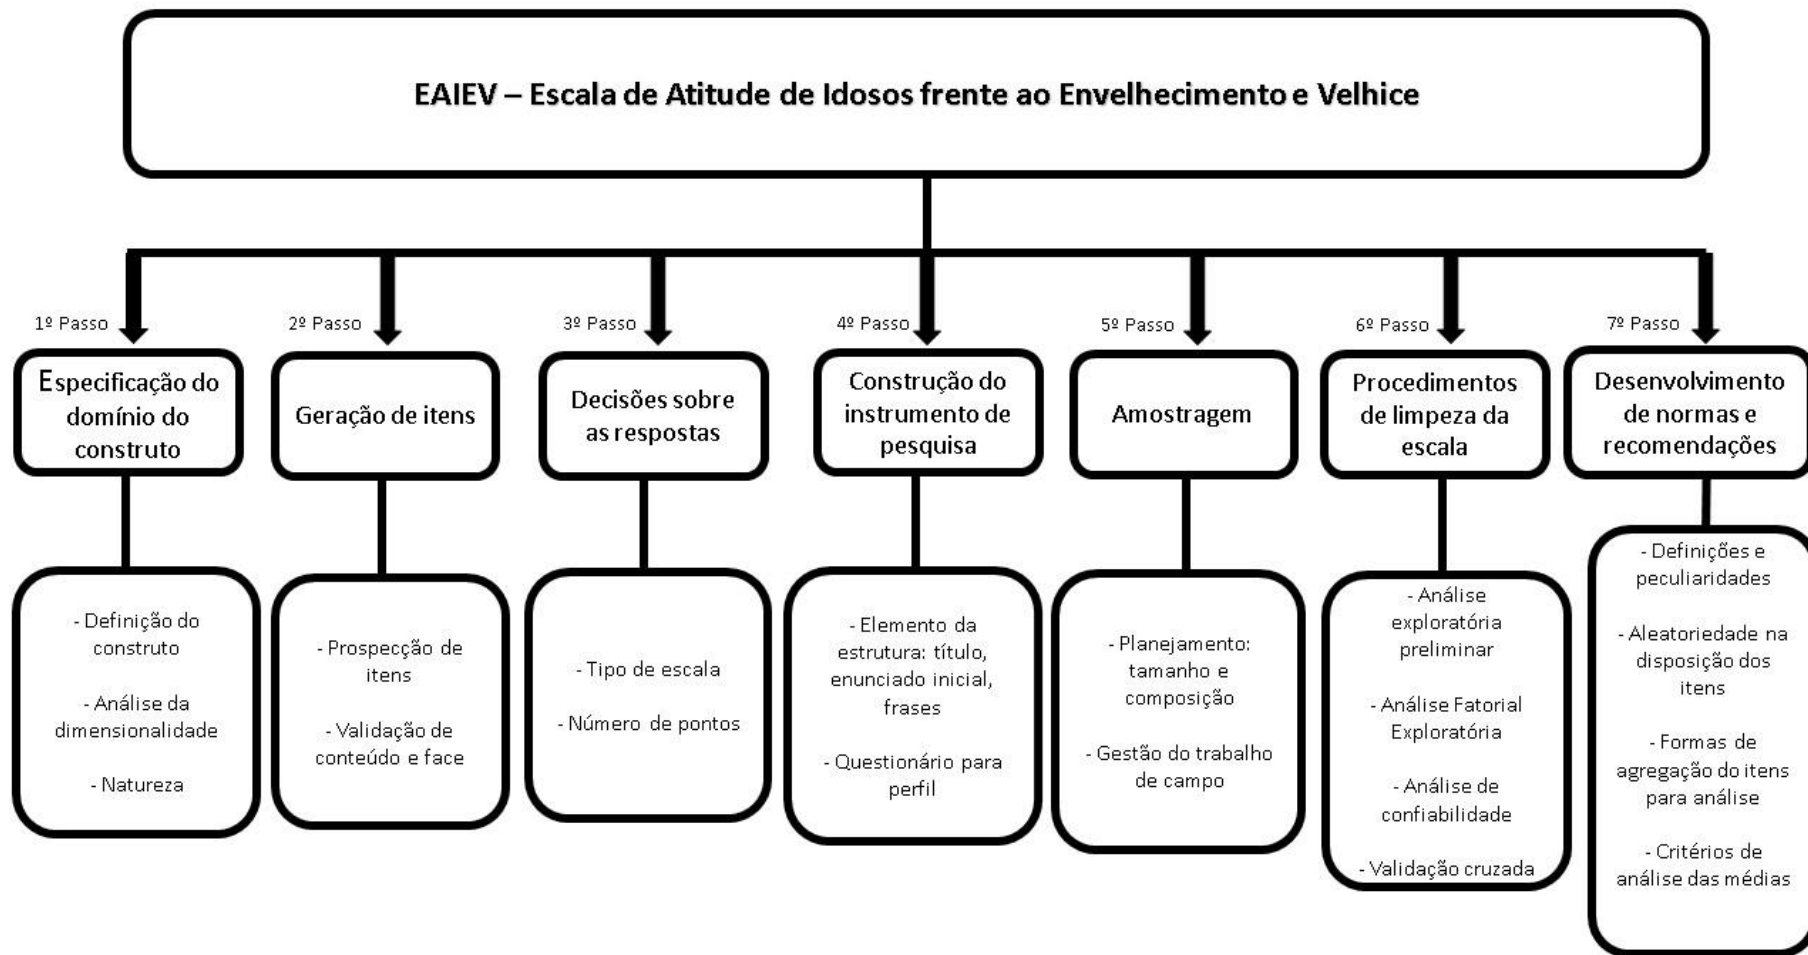 EAIEV – Escala de Atitude de Idosos frente ao Envelhecimento e Velhice
1º Passo
Especificação do
domínio do
construto
- Definição do
construto
- Análise da
dimensionalidade
- Natureza
2º Passo
Geração de itens
- Prospecção de
itens
- Validação de
conteúdo e face
3º Passo
Decisões sobre
as respostas
- Tipo de escala
- Número de pontos
4º Passo
Construção do
instrumento de
pesquisa
- Elemento da
estrutura: título,
enunciado inicial,
frases
- Questionário para
perfil
5º Passo
Amostragem
- Planejamento:
tamanho e
composição
- Gestão do trabalho
de campo
6º Passo
Procedimentos
de limpeza da
escala
- Análise
exploratória
preliminar
- Análise Fatorial
Exploratória
- Análise de
confiabilidade
- Validação cruzada
7º Passo
Desenvolvimento
de normas e
recomendações
- Definições e
peculiaridades
- Aleatoriedade na
disposição dos
itens
- Formas de
agregação do itens
para análise
- Critérios de
análise das médias